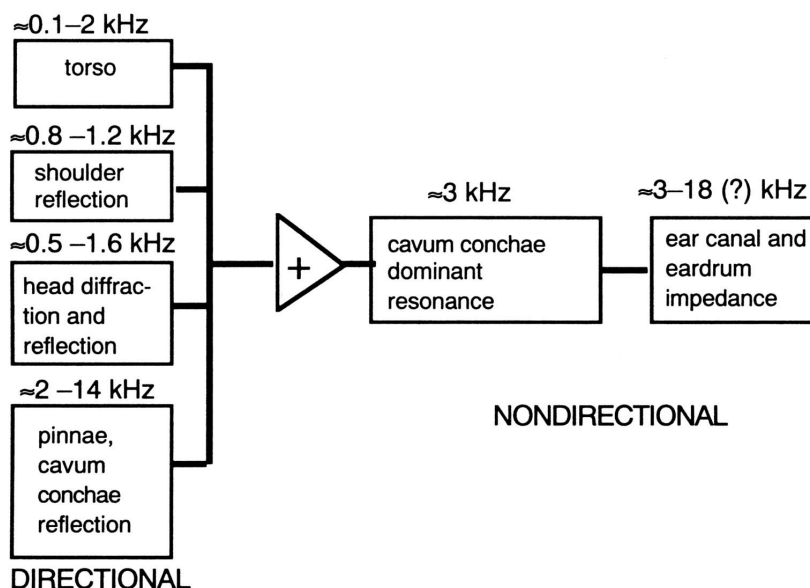 ≈0.1–2 kHz
torso
≈0.8 –1.2 kHz
shoulder
reflection
≈0.5 –1.6 kHz
head diffrac-
tion and
reflection
≈2 –14 kHz
pinnae,
cavum
conchae
reflection
DIRECTIONAL
+
≈3 kHz
cavum conchae
dominant
resonance
≈3–18 (?) kHz
ear canal and
eardrum
impedance
NONDIRECTIONAL